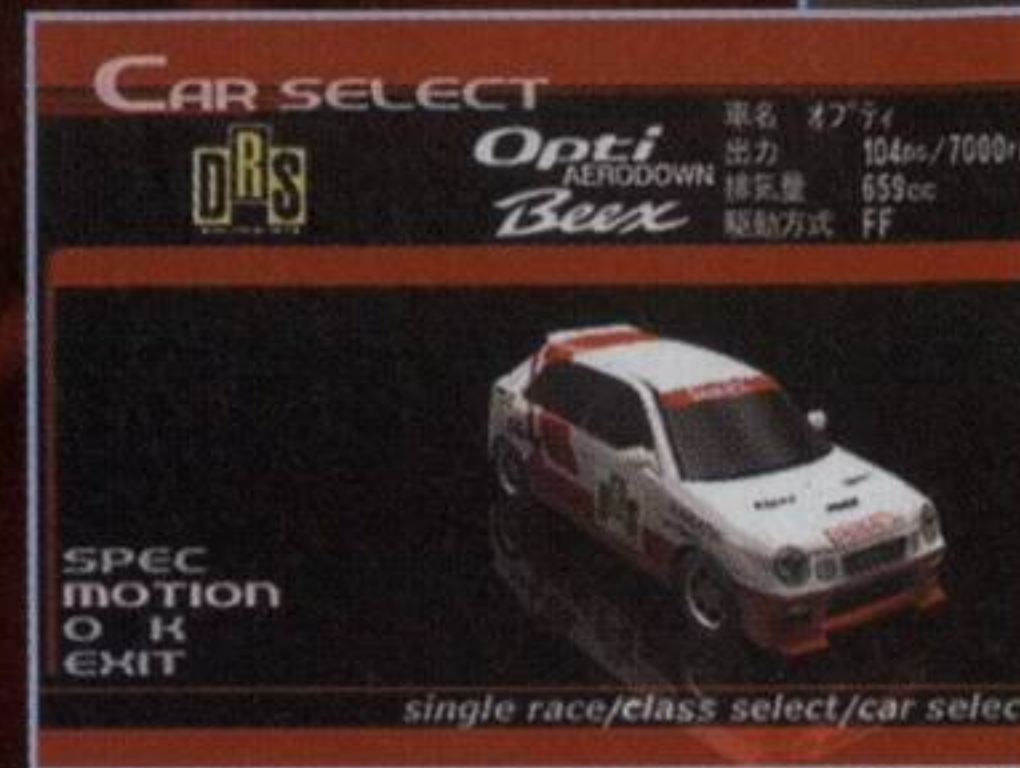 CAR SELECT
DRS
Opti
AERODOWN
Beex
車名 オプティ
出力 104ps/7000r
排気量 659cc
駆動方式 FF
SPEC
MOTION
O K
EXIT
single race/class select/car selec